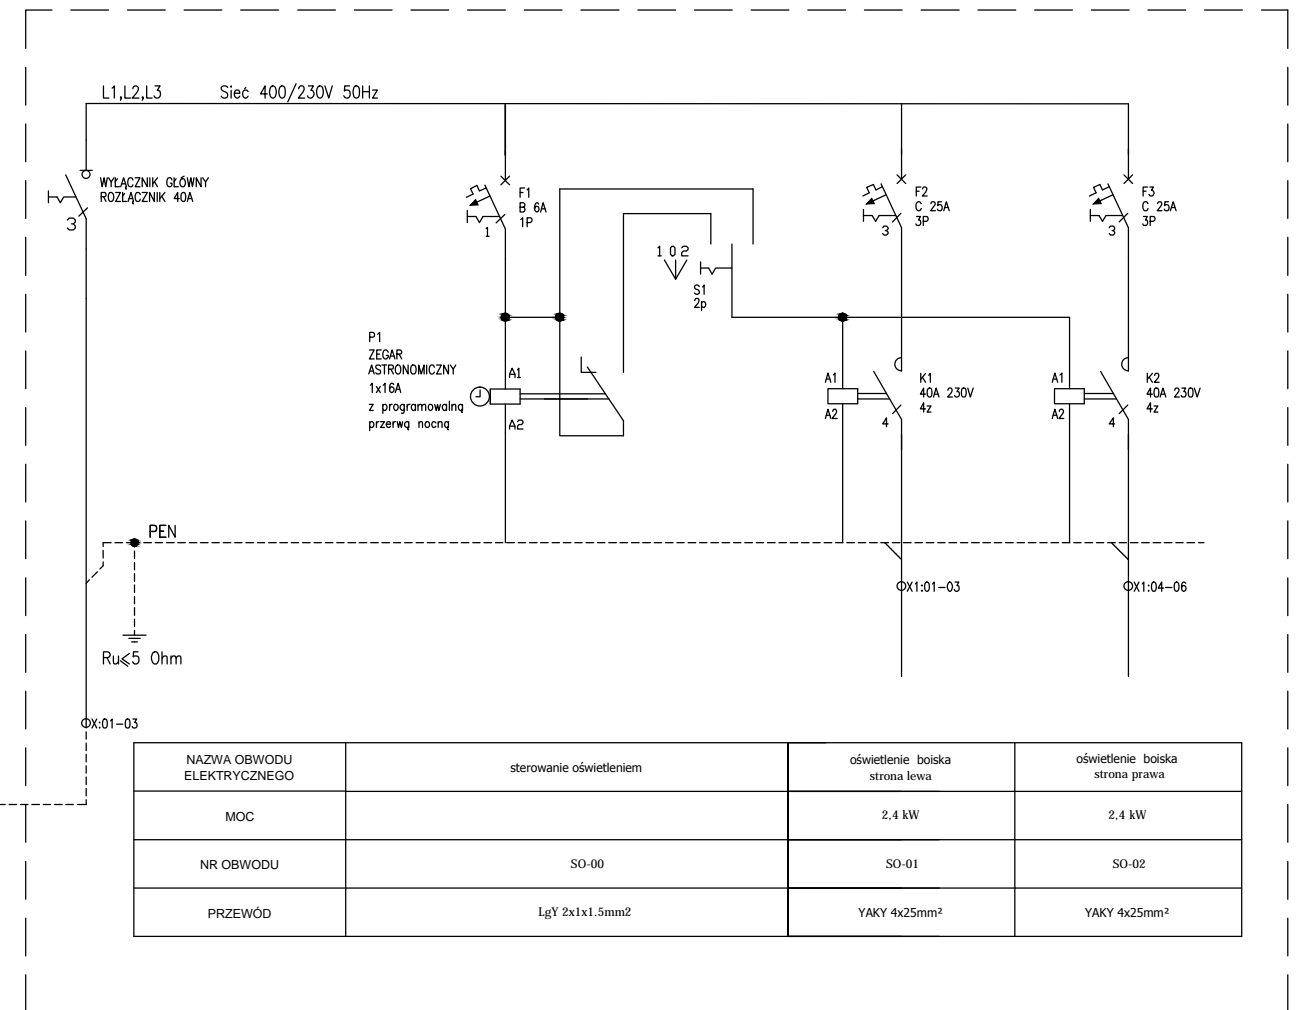 L1,L2,L3 Sieć 400/230V 50Hz
WYŁĄCZNIK GŁÓWNY
ROZŁĄCZNIK 40A
3
F1
B 6A
1P
1
1 0 2
S1
2p
F2
C 25A
3P
3
F3
C 25A
3P
3
P1
ZEGAR
ASTRONOMICZNY
1x16A
z programowalną
przerwą nocną
A1
A2
A1
A2
K1
40A 230V
4z
4
A1
A2
K2
40A 230V
4z
4
PEN
Ru⩽5 Ohm
X:01-03
X1:01-03
X1:04-06
NAZWA OBWODU
ELEKTRYCZNEGO
sterowanie oświetleniem
oświetlenie boiska
strona lewa
oświetlenie boiska
strona prawa
MOC
2,4 kW
2,4 kW
NR OBWODU
SO-00
SO-01
SO-02
PRZEWÓD
LgY 2x1x1.5mm2
YAKY 4x25mm²
YAKY 4x25mm²